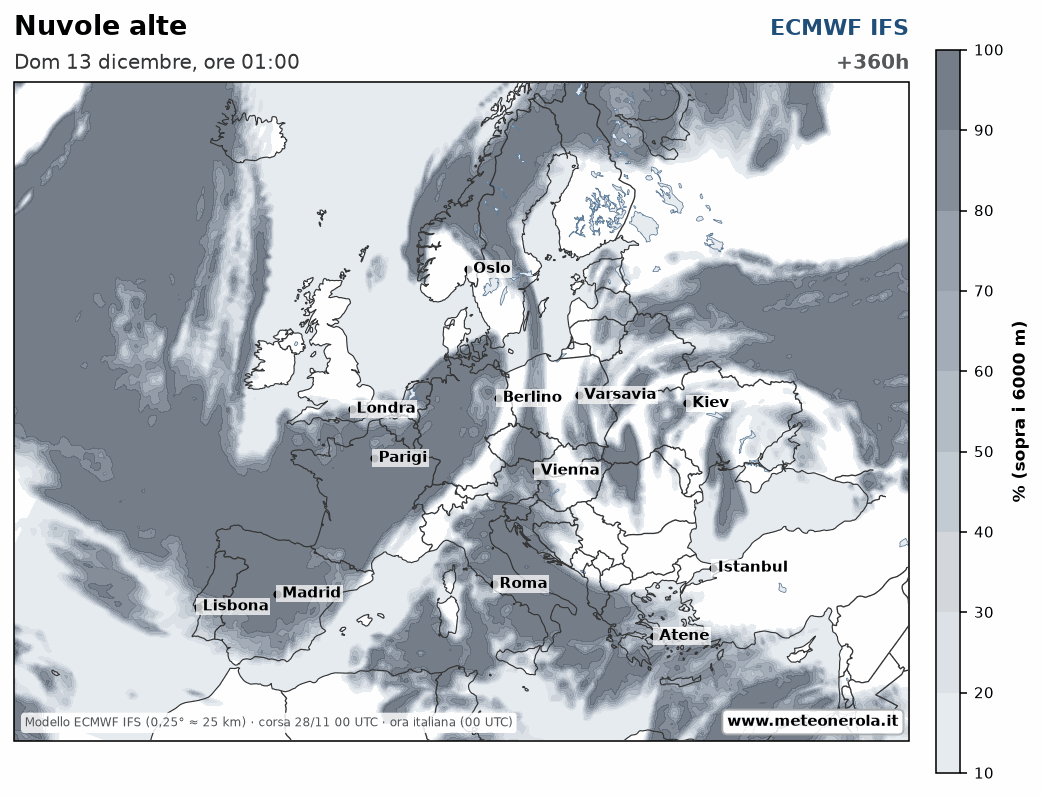 Nuvole alte
ECMWF IFS
Dom 13 dicembre, ore 01:00
+360h
Oslo
Londra
Berlino
Varsavia
Kiev
Parigi
Vienna
Istanbul
Roma
Madrid
Lisbona
Atene
Modello ECMWF IFS (0,25° ≈ 25 km) · corsa 28/11 00 UTC · ora italiana (00 UTC)
www.meteonerola.it
100
90
80
70
60
50
40
30
20
10
% (sopra i 6000 m)